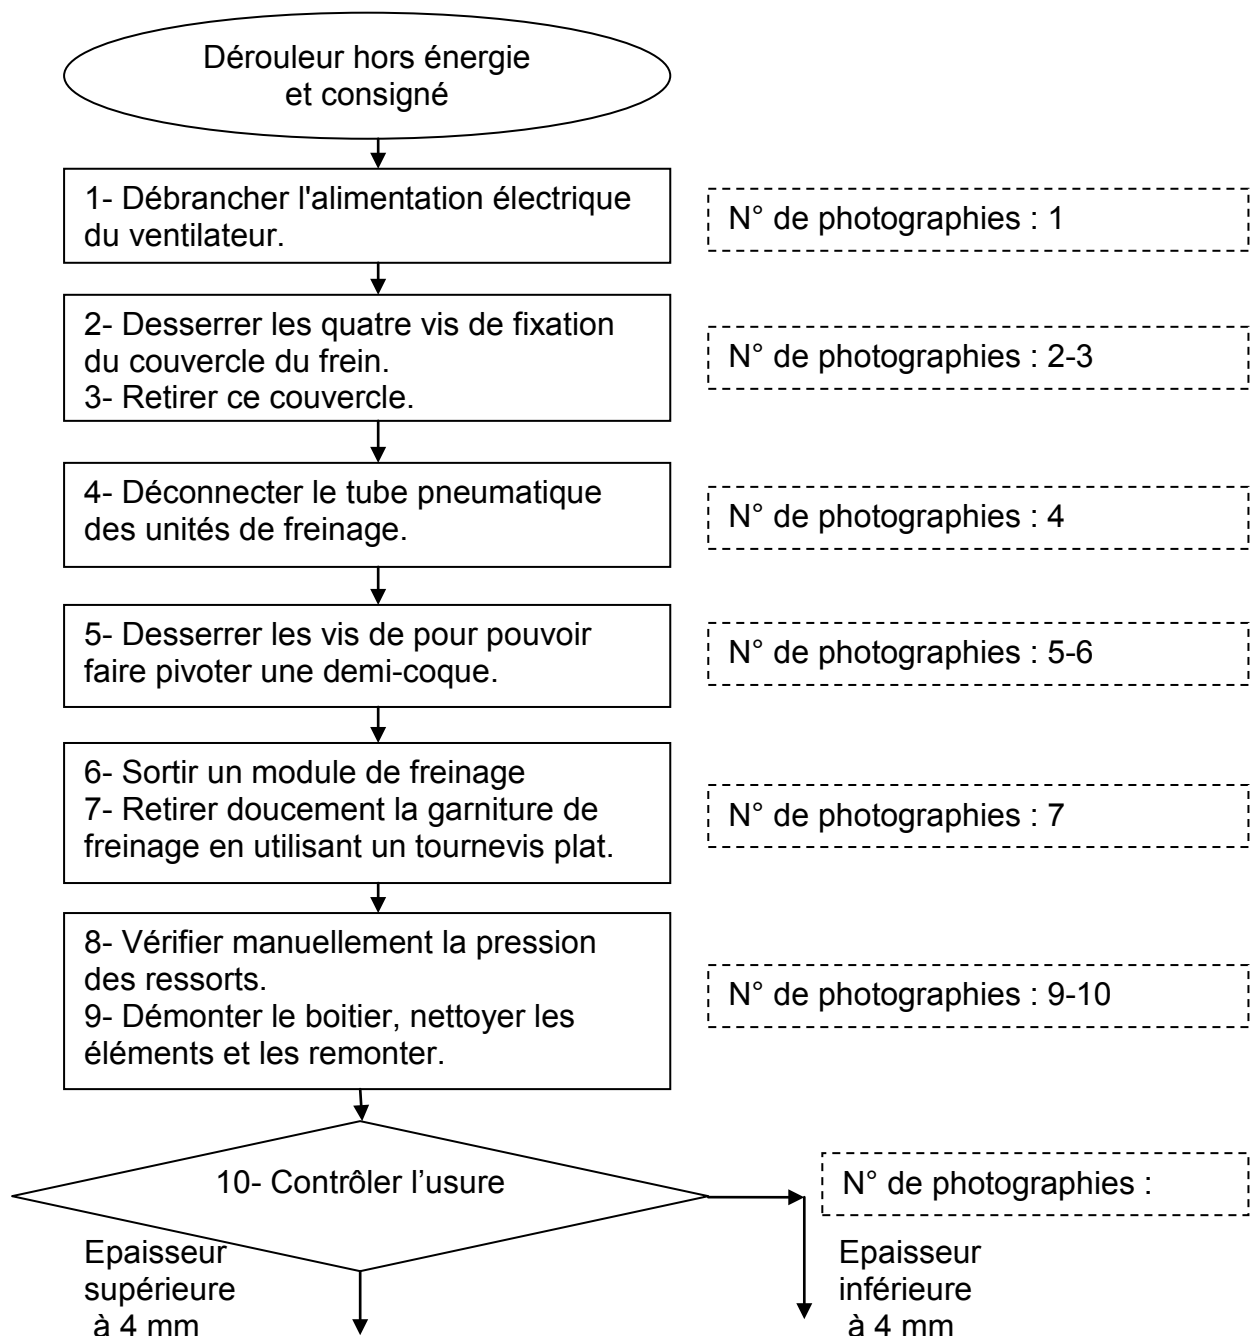 Dérouleur hors énergie
et consigné
1- Débrancher l'alimentation électrique
du ventilateur.
N° de photographies : 1
2- Desserrer les quatre vis de fixation
du couvercle du frein.
3- Retirer ce couvercle.
N° de photographies : 2-3
4- Déconnecter le tube pneumatique
des unités de freinage.
N° de photographies : 4
5- Desserrer les vis de pour pouvoir
faire pivoter une demi-coque.
N° de photographies : 5-6
6- Sortir un module de freinage
7- Retirer doucement la garniture de
freinage en utilisant un tournevis plat.
N° de photographies : 7
8- Vérifier manuellement la pression
des ressorts.
9- Démonter le boitier, nettoyer les
éléments et les remonter.
N° de photographies : 9-10
10- Contrôler l’usure
N° de photographies :
Epaisseur
supérieure
à 4 mm
Epaisseur
inférieure
à 4 mm